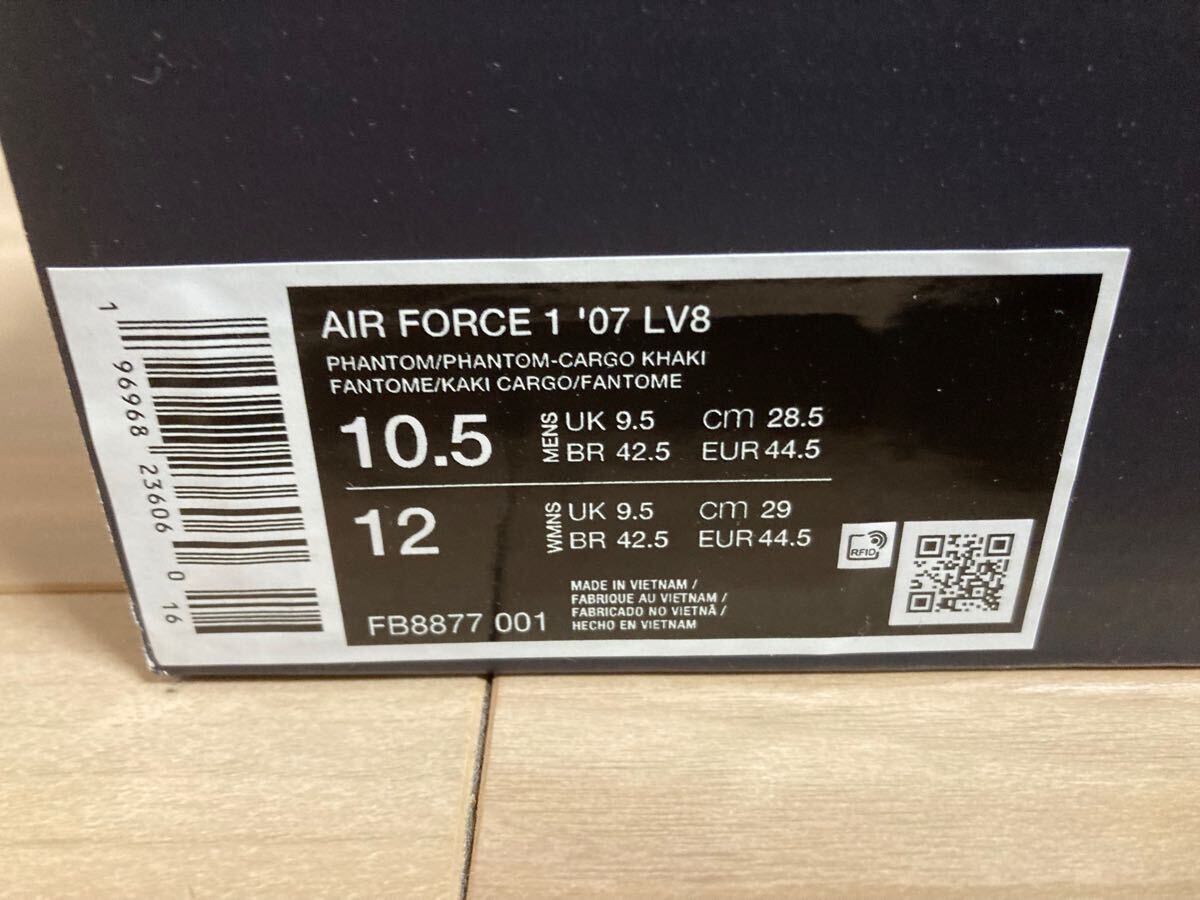 AIR FORCE 1 '07 LV8
PHANTOM/PHANTOM-CARGO KHAKI
FANTOME/KAKI CARGO/FANTOME
10.5 MENS UK 9.5 cm 28.5
BR 42.5 EUR 44.5
12 WMNS UK 9.5 cm 29
BR 42.5 EUR 44.5
FB8877 001
MADE IN VIETNAM /
FABRIQUE AU VIETNAM /
FABRICADO NO VIETNÃ /
HECHO EN VIETNAM
RFID
1 96968 23606 0 16